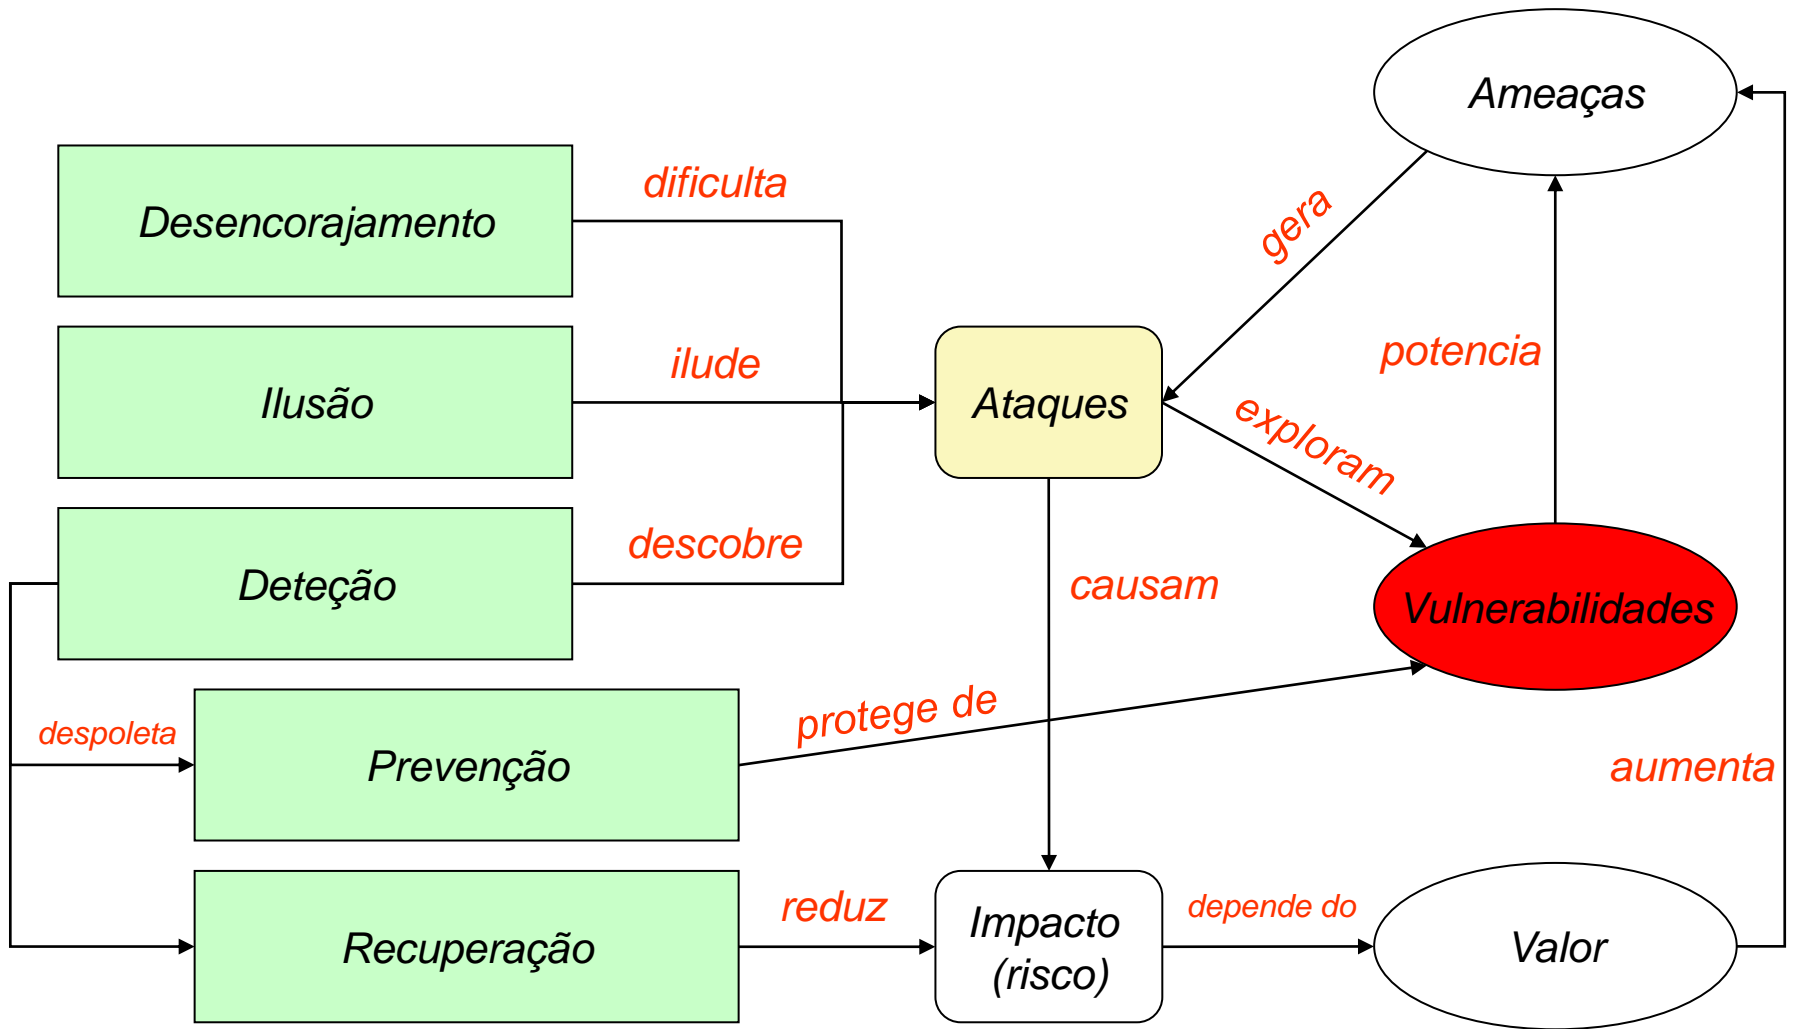 Ameaças
Desencorajamento
dificulta
gera
Ilusão
ilude
Ataques
potencia
exploram
Deteção
descobre
causam
Vulnerabilidades
despoleta
Prevenção
protege de
aumenta
Recuperação
reduz
Impacto
(risco)
depende do
Valor